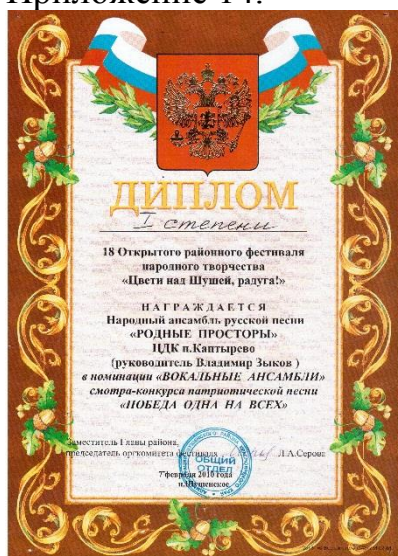 Приложение 14.
ДИПЛОМ
I степени
18 Открытого районного фестиваля
народного творчества
«Цвети над Шушей, радуга!»
НАГРАЖДАЕТСЯ
Народный ансамбль русской песни
«РОДНЫЕ ПРОСТОРЫ»
ЦДК п.Каптырево
(руководитель Владимир Зыков )
в номинации «ВОКАЛЬНЫЕ АНСАМБЛИ»
смотра-конкурса патриотической песни
«ПОБЕДА ОДНА НА ВСЕХ»
Заместитель Главы района,
председатель оргкомитета фестиваля Л.А.Серова
ОБЩИЙ
ОТДЕЛ
7 февраля 2010 года
п.Шушенское